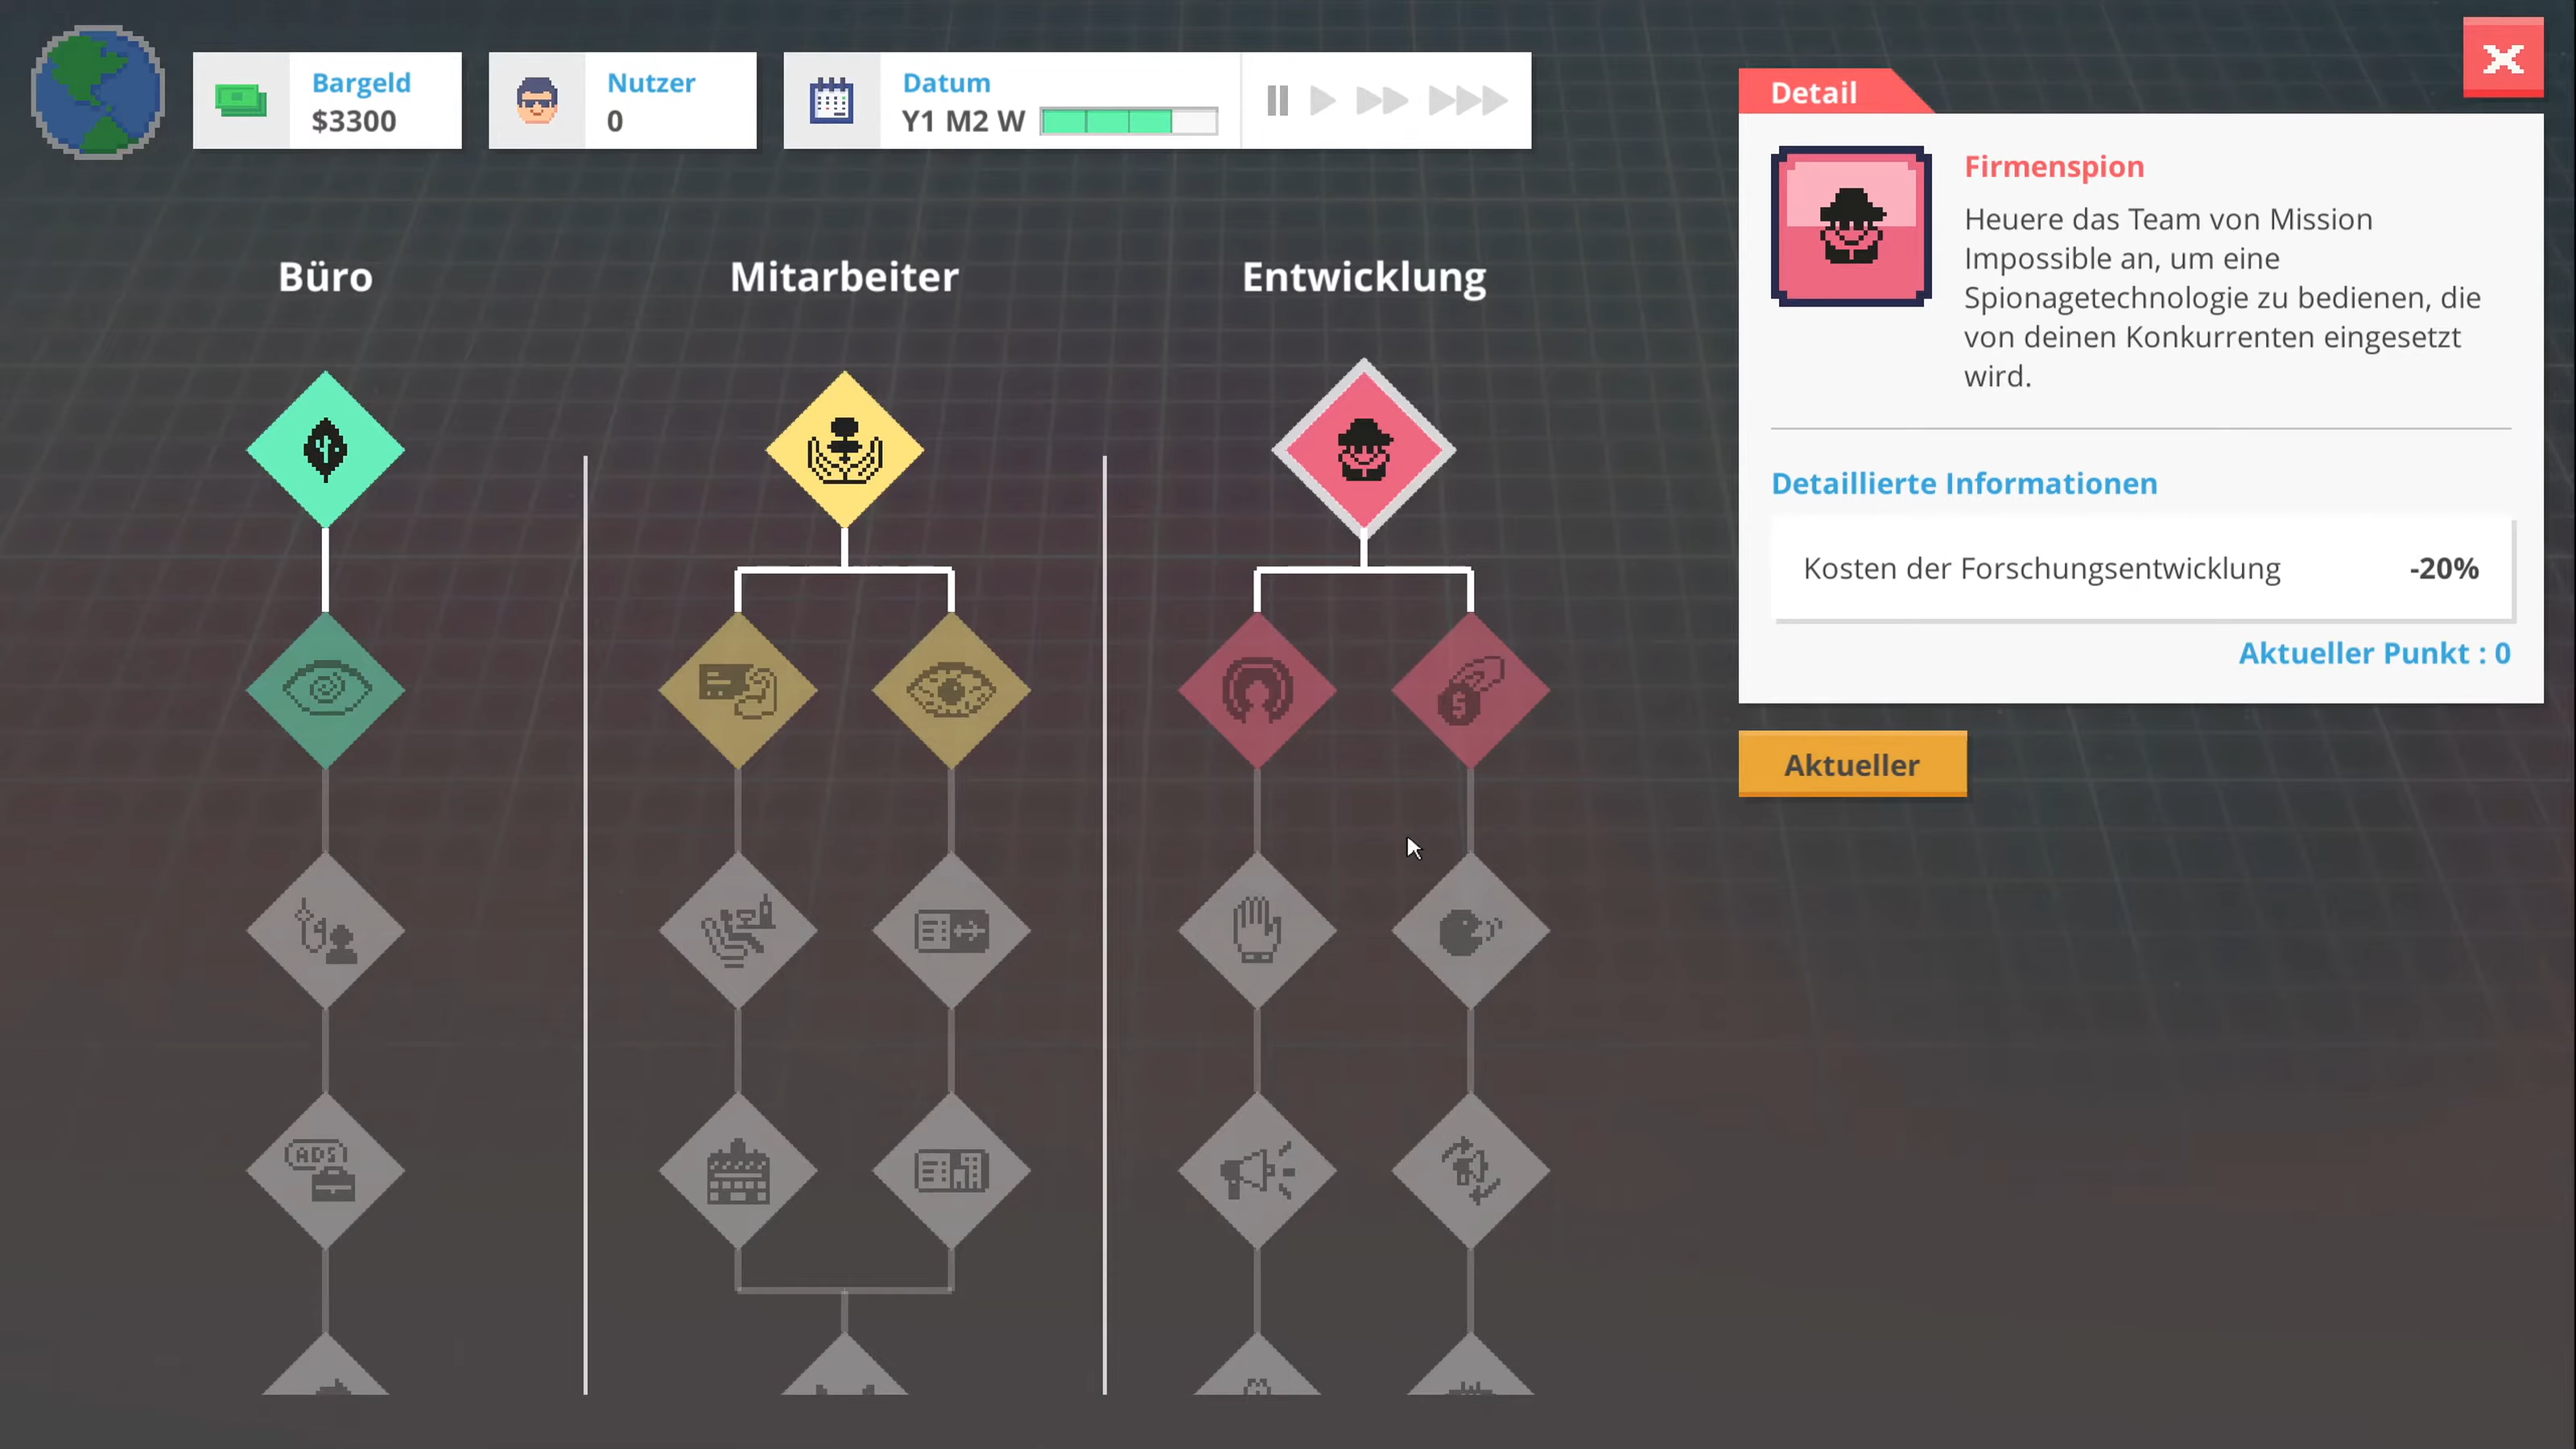 Bargeld
$3300
Nutzer
0
Datum
Y1 M2 W
Büro
Mitarbeiter
Entwicklung
ADS
$
Detail
Firmenspion
Heuere das Team von Mission
Impossible an, um eine
Spionagetechnologie zu bedienen, die
von deinen Konkurrenten eingesetzt
wird.
Detaillierte Informationen
Kosten der Forschungsentwicklung -20%
Aktueller Punkt : 0
Aktueller